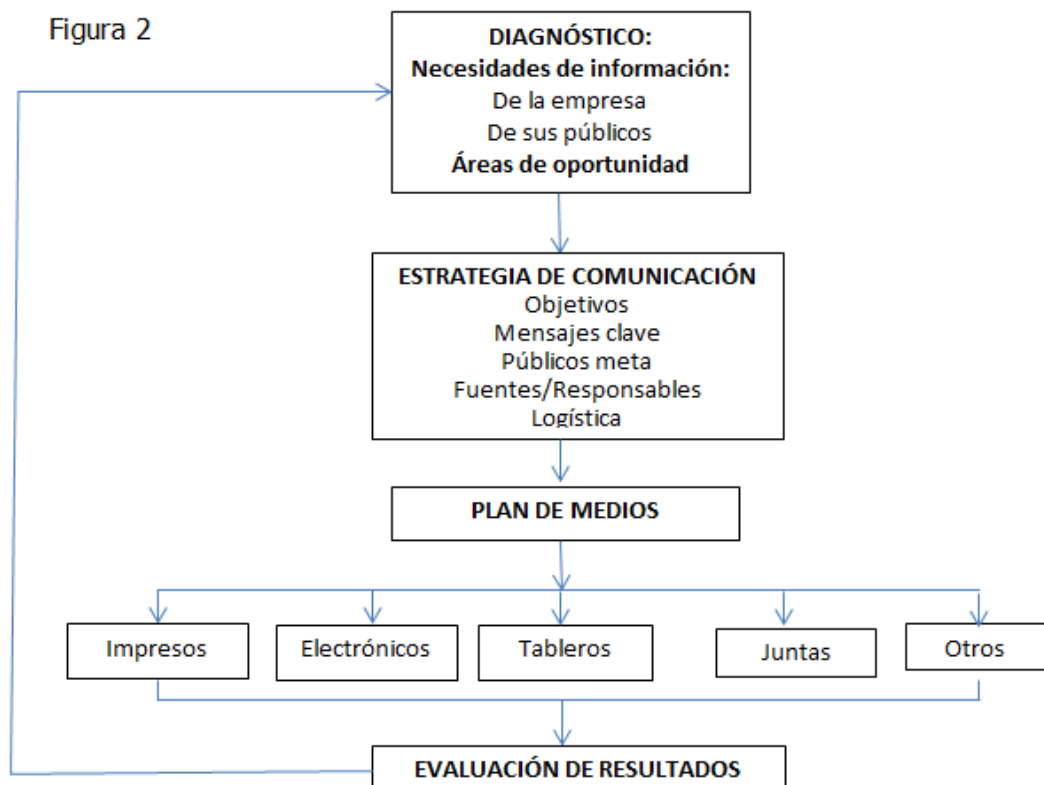 Figura 2
DIAGNÓSTICO:
Necesidades de información:
De la empresa
De sus públicos
Áreas de oportunidad
ESTRATEGIA DE COMUNICACIÓN
Objetivos
Mensajes clave
Públicos meta
Fuentes/Responsables
Logística
PLAN DE MEDIOS
Impresos
Electrónicos
Tableros
Juntas
Otros
EVALUACIÓN DE RESULTADOS